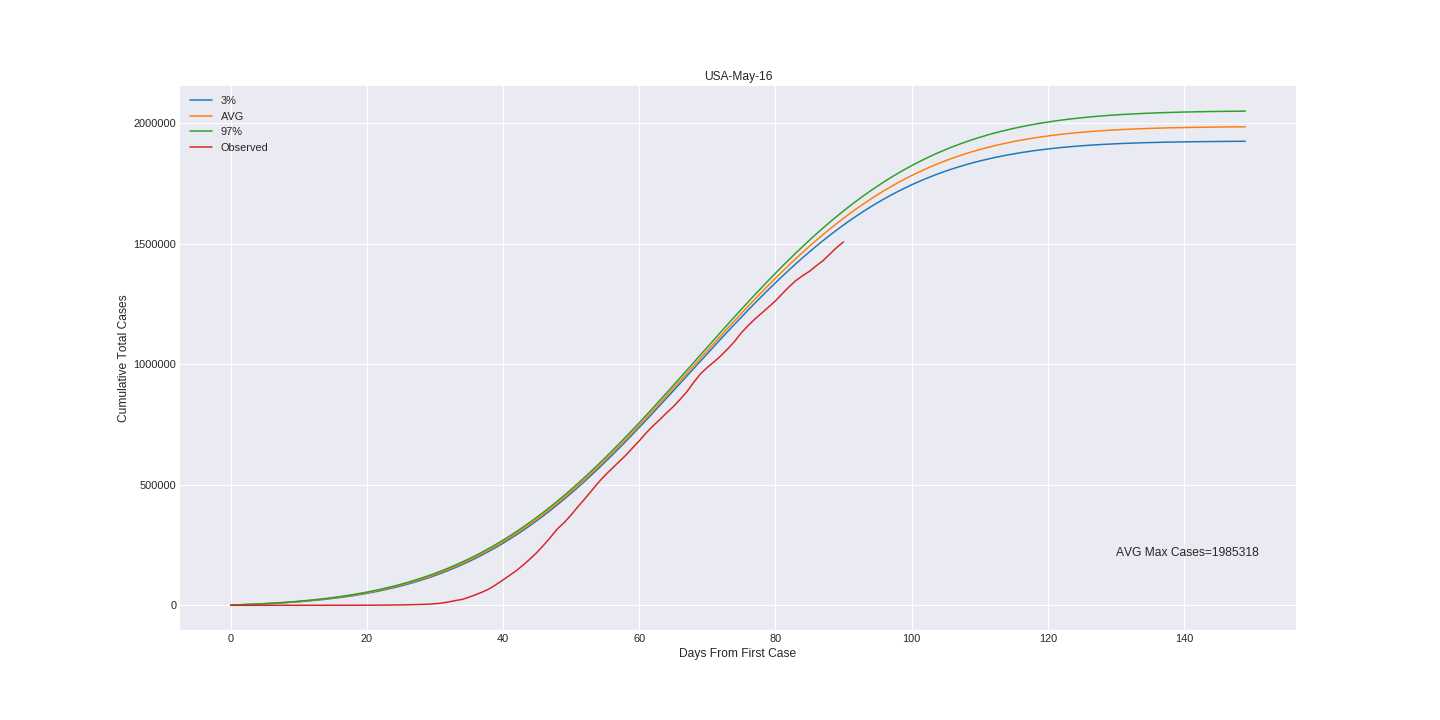 USA-May-16
3%
AVG
97%
Observed
2000000
1500000
1000000
500000
0
Cumulative Total Cases
AVG Max Cases=1985318
0 20 40 60 80 100 120 140
Days From First Case